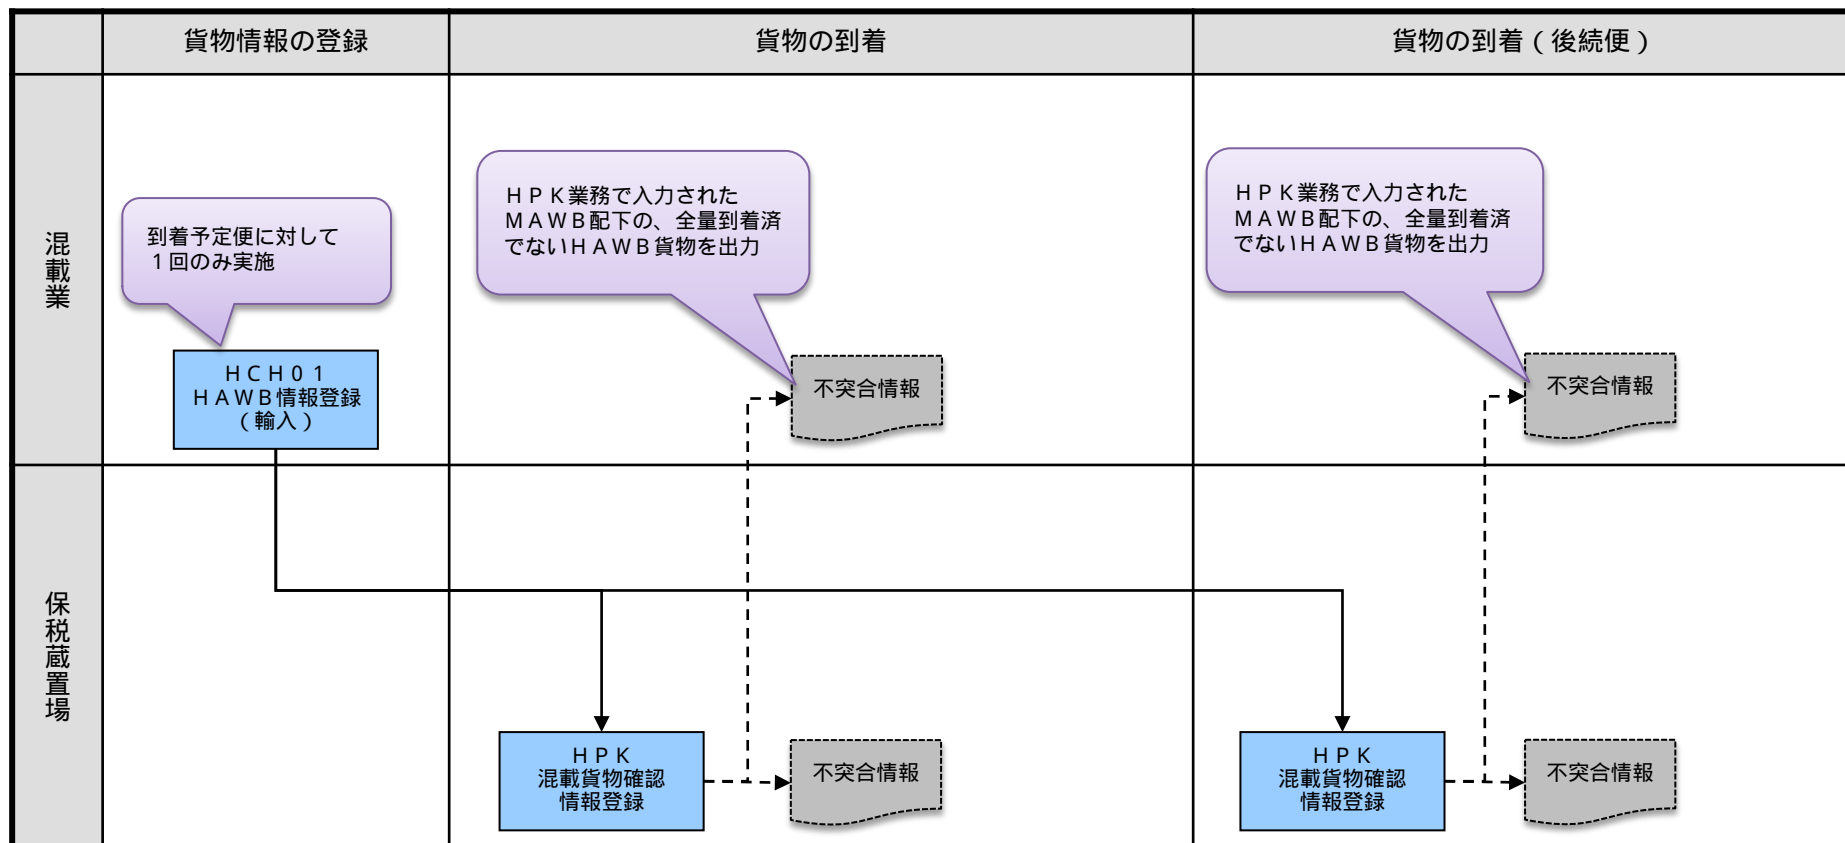 貨物情報の登録
貨物の到着
貨物の到着（後続便）
混載業
到着予定便に対して
１回のみ実施
ＨＰＫ業務で入力された
ＭＡＷＢ配下の、全量到着済
でないＨＡＷＢ貨物を出力
ＨＰＫ業務で入力された
ＭＡＷＢ配下の、全量到着済
でないＨＡＷＢ貨物を出力
ＨＣＨ０１
ＨＡＷＢ情報登録
（輸入）
不突合情報
不突合情報
保税蔵置場
ＨＰＫ
混載貨物確認
情報登録
不突合情報
ＨＰＫ
混載貨物確認
情報登録
不突合情報